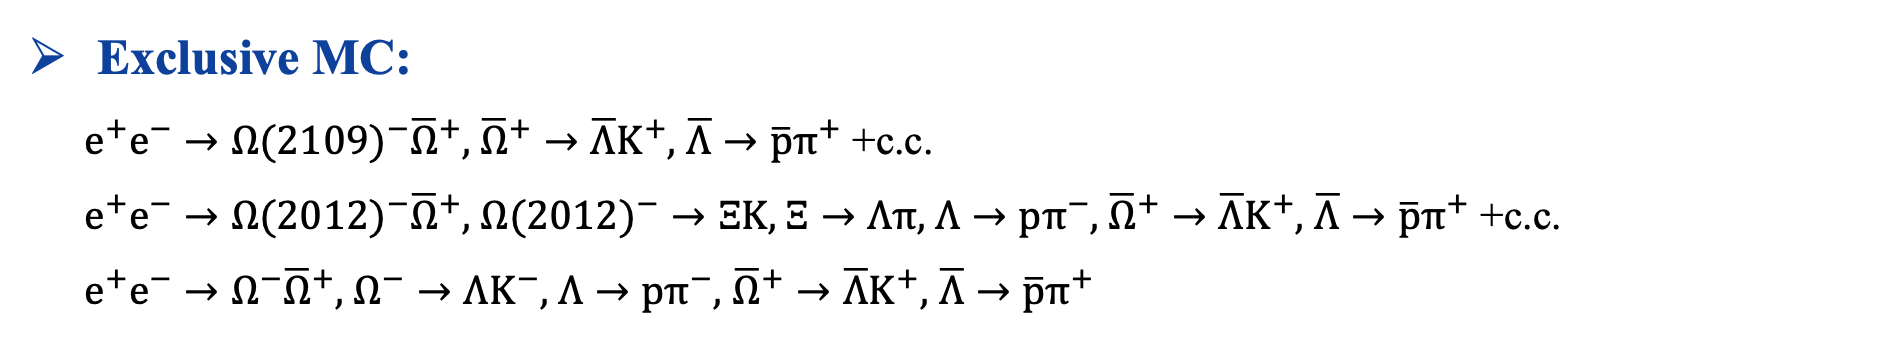 ➢ Exclusive MC:
e⁺e⁻ → Ω(2109)⁻Ω̅⁺, Ω̅⁺ → Λ̅K⁺, Λ̅ → p̅π⁺ +c.c.
e⁺e⁻ → Ω(2012)⁻Ω̅⁺, Ω(2012)⁻ → ΞK, Ξ → Λπ, Λ → pπ⁻, Ω̅⁺ → Λ̅K⁺, Λ̅ → p̅π⁺ +c.c.
e⁺e⁻ → Ω⁻Ω̅⁺, Ω⁻ → ΛK⁻, Λ → pπ⁻, Ω̅⁺ → Λ̅K⁺, Λ̅ → p̅π⁺